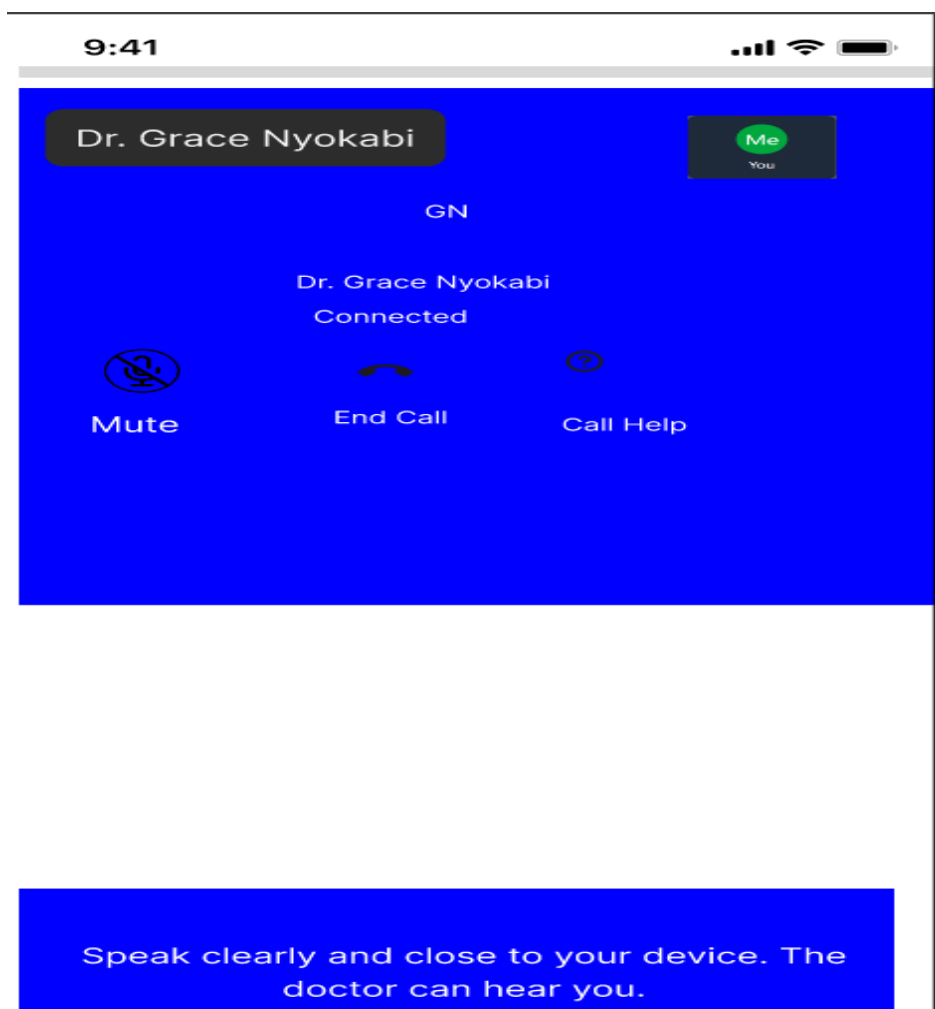 9:41
Dr. Grace Nyokabi
Me
You
GN
Dr. Grace Nyokabi
Connected
Mute
End Call
Call Help
Speak clearly and close to your device. The
doctor can hear you.